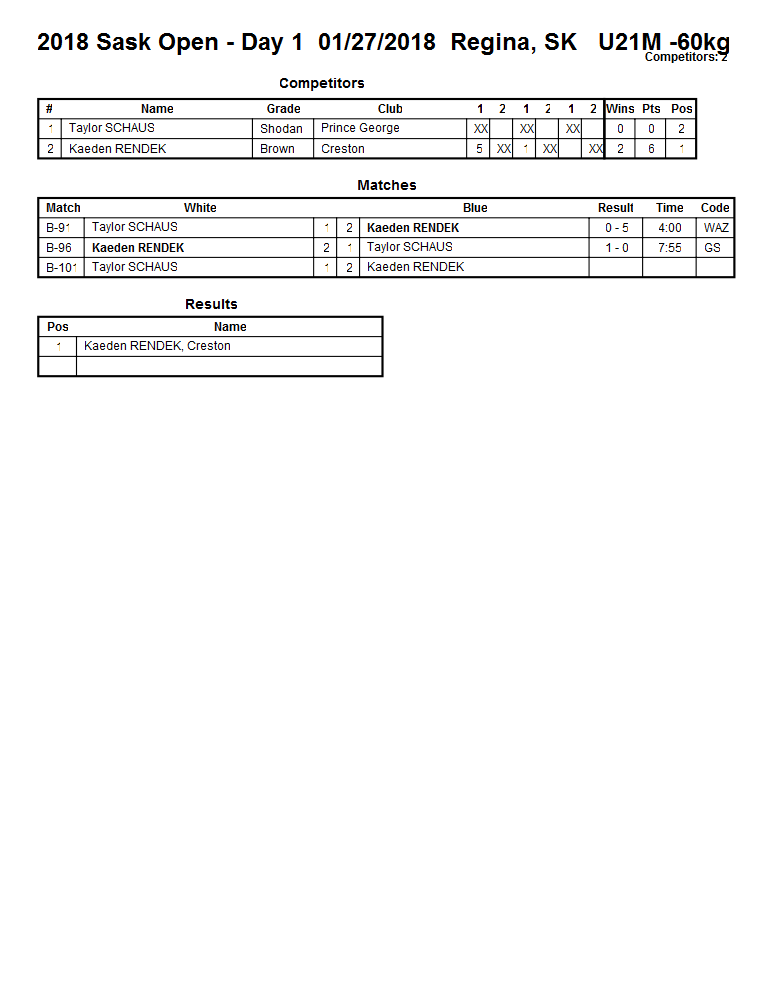 2018 Sask Open - Day 1 01/27/2018 Regina, SK U21M -60kg
Competitors: 2
Competitors
# Name Grade Club 1 2 1 2 1 2 Wins Pts Pos
1 Taylor SCHAUS Shodan Prince George XX XX XX 0 0 2
2 Kaeden RENDEK Brown Creston 5 XX 1 XX XX 2 6 1
Matches
Match White Blue Result Time Code
B-91 Taylor SCHAUS 1 2 Kaeden RENDEK 0 - 5 4:00 WAZ
B-96 Kaeden RENDEK 2 1 Taylor SCHAUS 1 - 0 7:55 GS
B-101 Taylor SCHAUS 1 2 Kaeden RENDEK
Results
Pos Name
1 Kaeden RENDEK, Creston